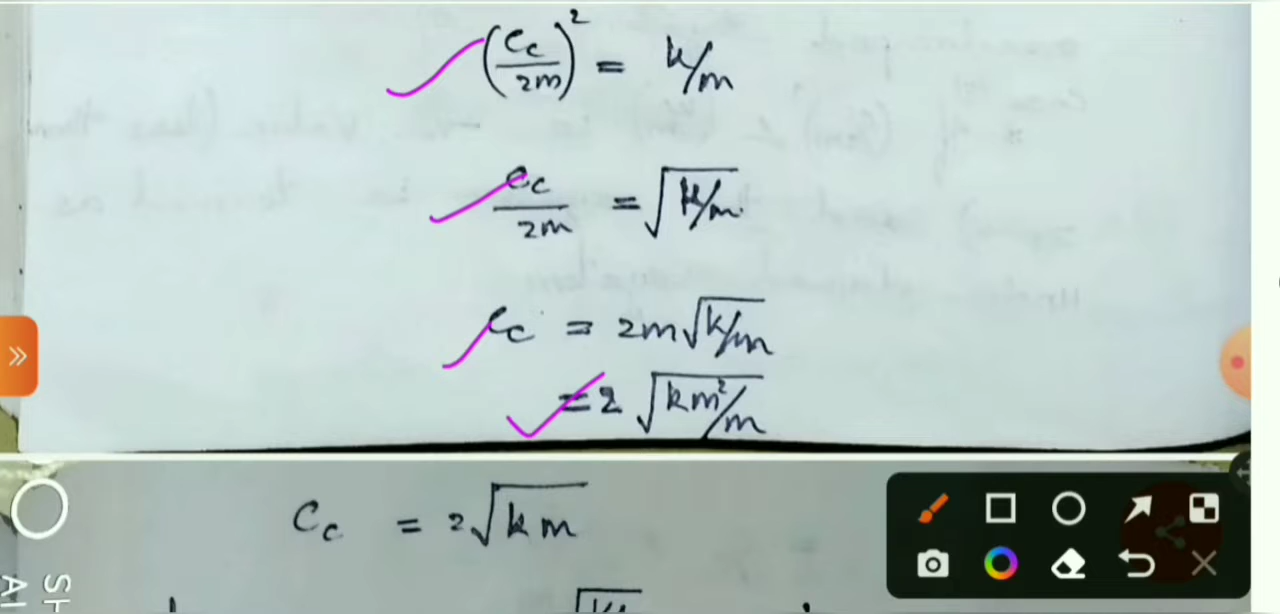 (Cc/2m)² = k/m
Cc/2m = √k/m
Cc = 2m√k/m
= 2 √km²/m
Cc = 2√km